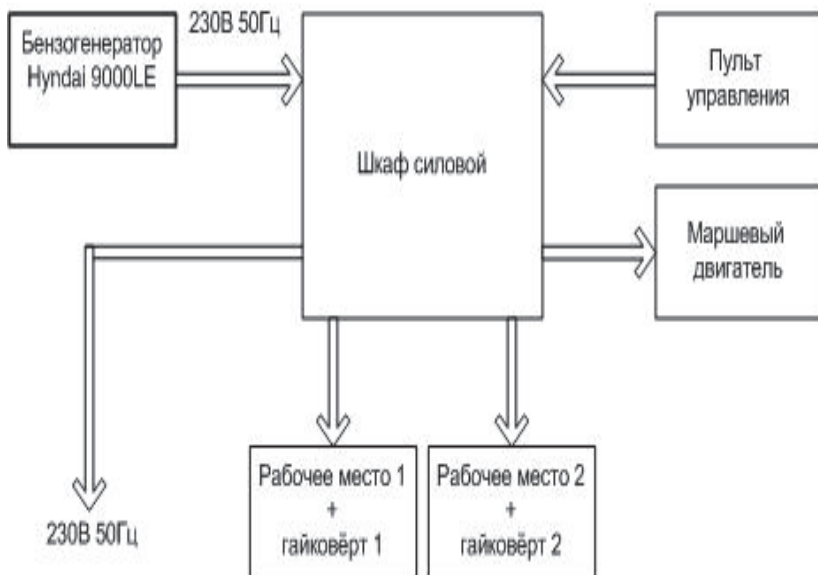 230В 50Гц
Бензогенератор
Hyndai 9000LE
Пульт
управления
Шкаф силовой
Маршевый
двигатель
Рабочее место 1
+
гайковёрт 1
Рабочее место 2
+
гайковёрт 2
230В 50Гц